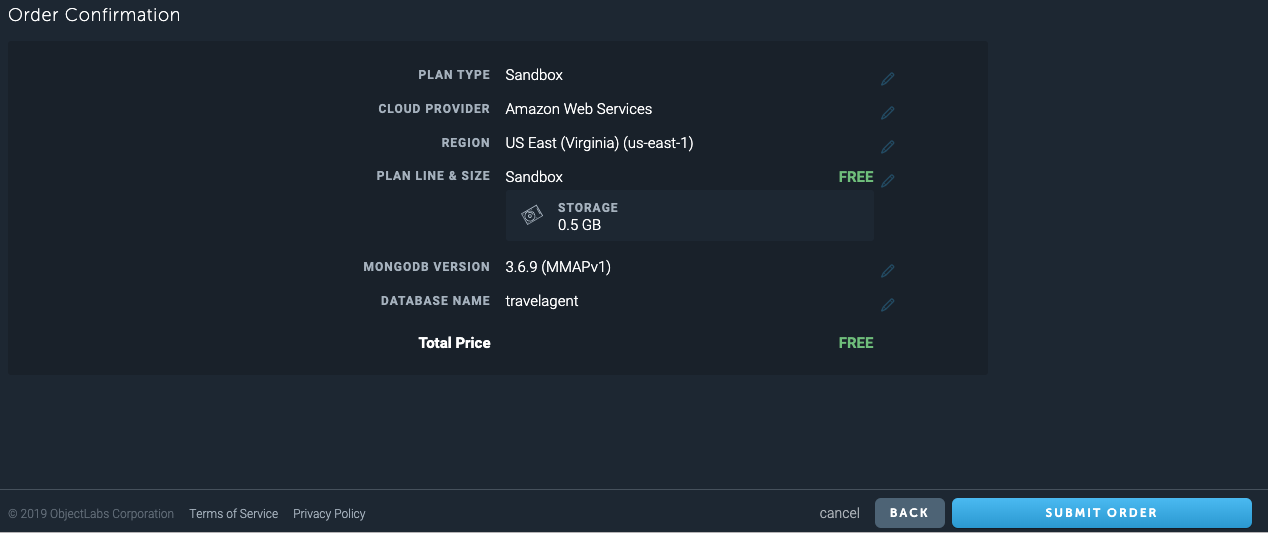 Order Confirmation
PLAN TYPE Sandbox
CLOUD PROVIDER Amazon Web Services
REGION US East (Virginia) (us-east-1)
PLAN LINE & SIZE Sandbox FREE
STORAGE
0.5 GB
MONGODB VERSION 3.6.9 (MMAPv1)
DATABASE NAME travelagent
Total Price FREE
© 2019 ObjectLabs Corporation Terms of Service Privacy Policy cancel BACK SUBMIT ORDER